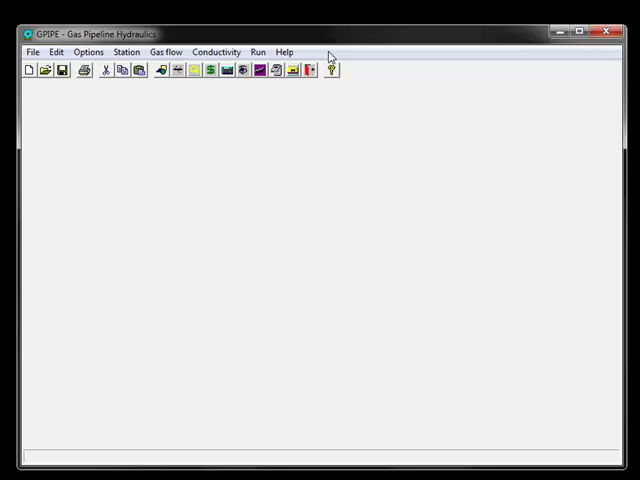 GPIPE - Gas Pipeline Hydraulics
File Edit Options Station Gas flow Conductivity Run Help
$ ?